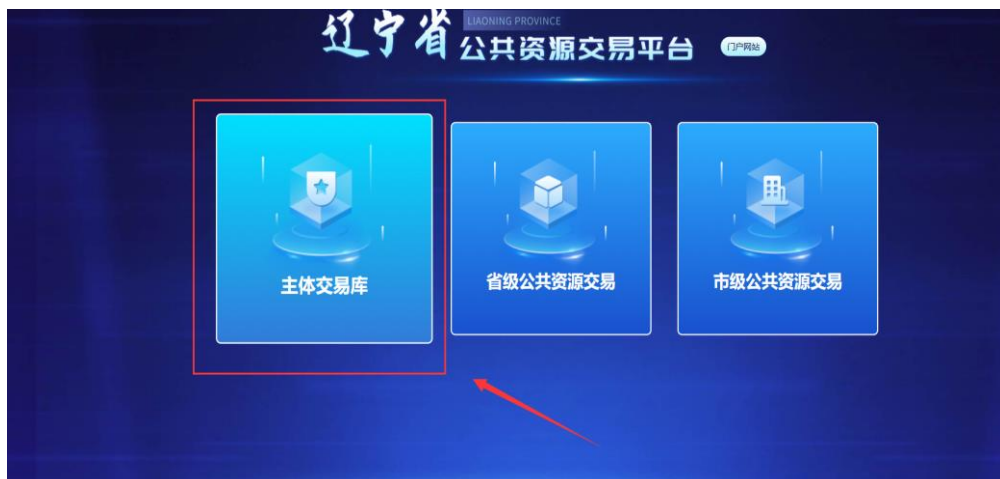 辽宁省
LIAONING PROVINCE
公共资源交易平台
门户网站
主体交易库
省级公共资源交易
市级公共资源交易